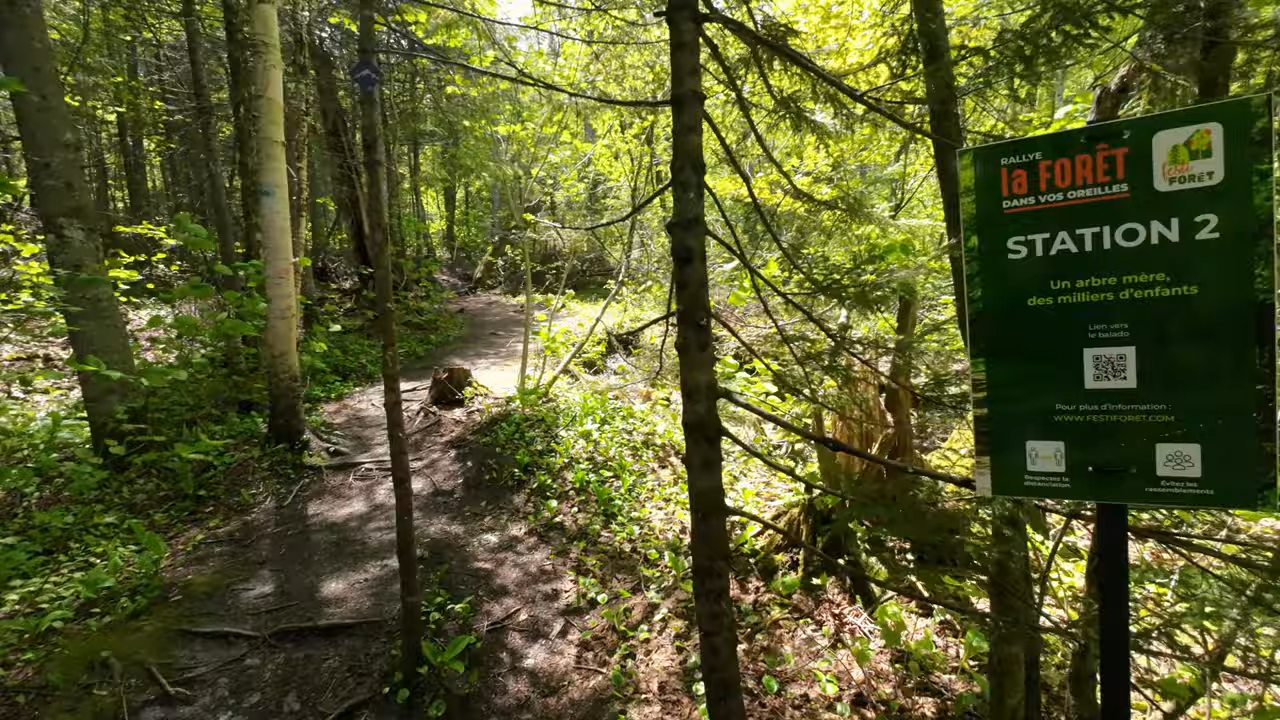 RALLYE
la FORÊT
DANS VOS OREILLES
festi
FORÊT
STATION 2
Un arbre mère,
des milliers d'enfants
Lien vers
le balado
Pour plus d'information :
WWW.FESTIFORET.COM
Respectez la
distanciation
Évitez les
rassemblements